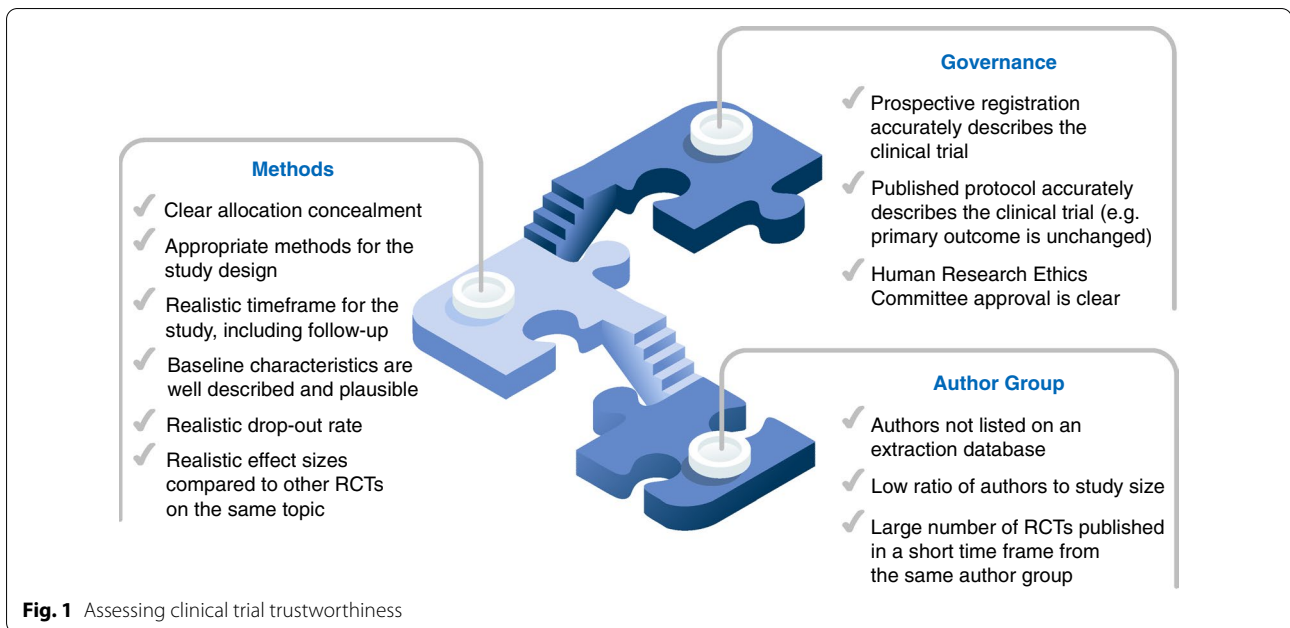 Methods
Clear allocation concealment
Appropriate methods for the
study design
Realistic timeframe for the
study, including follow-up
Baseline characteristics are
well described and plausible
Realistic drop-out rate
Realistic effect sizes
compared to other RCTs
on the same topic
Governance
Prospective registration
accurately describes the
clinical trial
Published protocol accurately
describes the clinical trial (e.g.
primary outcome is unchanged)
Human Research Ethics
Committee approval is clear
Author Group
Authors not listed on an
extraction database
Low ratio of authors to study size
Large number of RCTs published
in a short time frame from
the same author group
Fig. 1 Assessing clinical trial trustworthiness